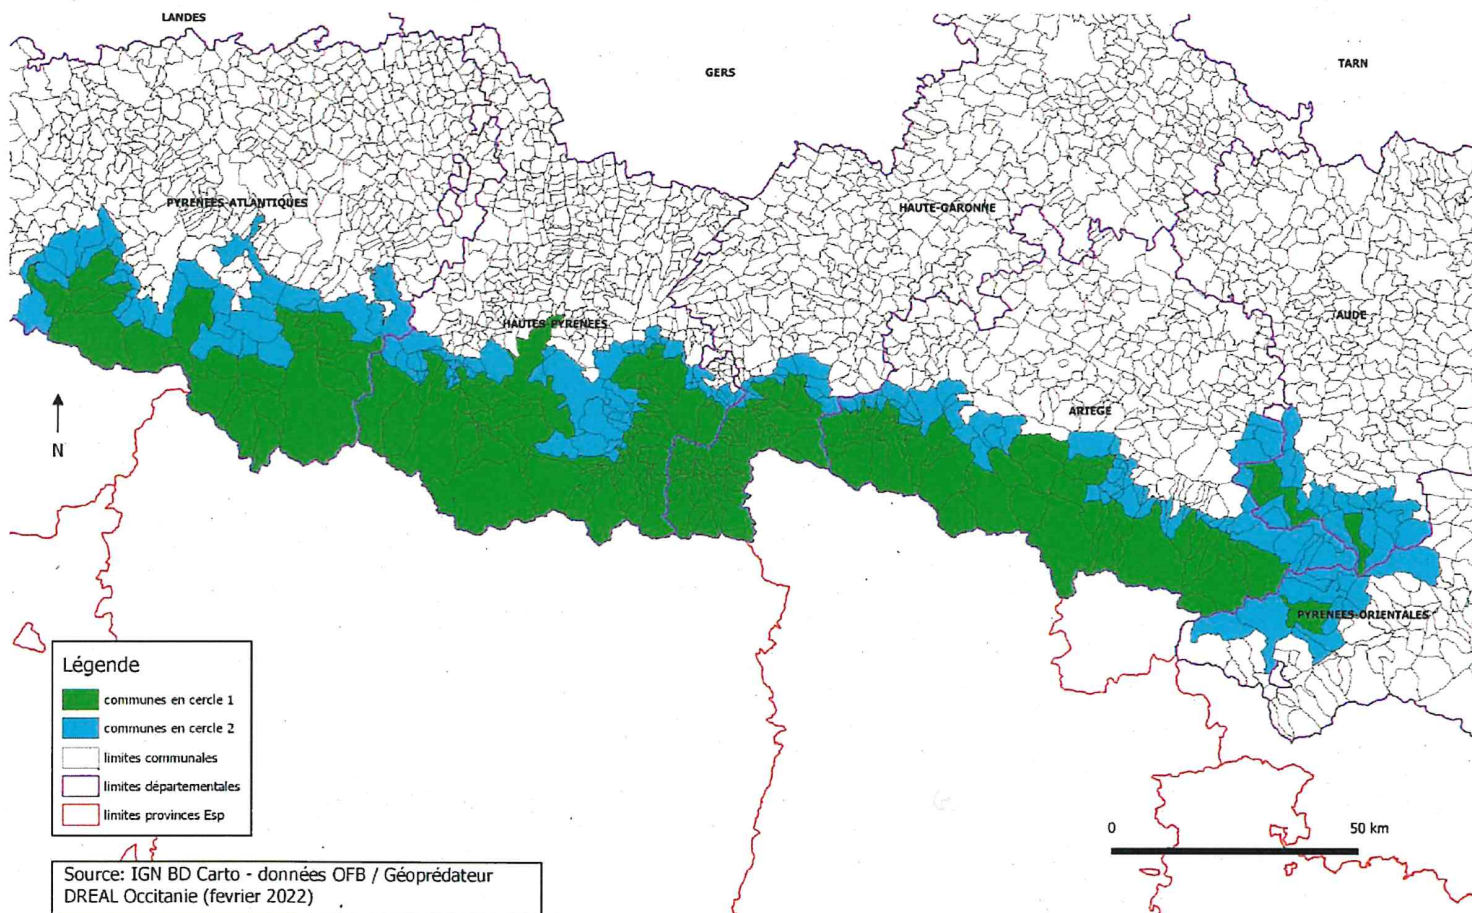 LANDES
GERS
TARN
PYRENEES-ATLANTIQUES
HAUTE-GARONNE
HAUTES-PYRENEES
AUDE
ARIEGE
PYRENEES-ORIENTALES
N
Légende
communes en cercle 1
communes en cercle 2
limites communales
limites départementales
limites provinces Esp
0 50 km
Source: IGN BD Carto - données OFB / Géoprédateur
DREAL Occitanie (fevrier 2022)